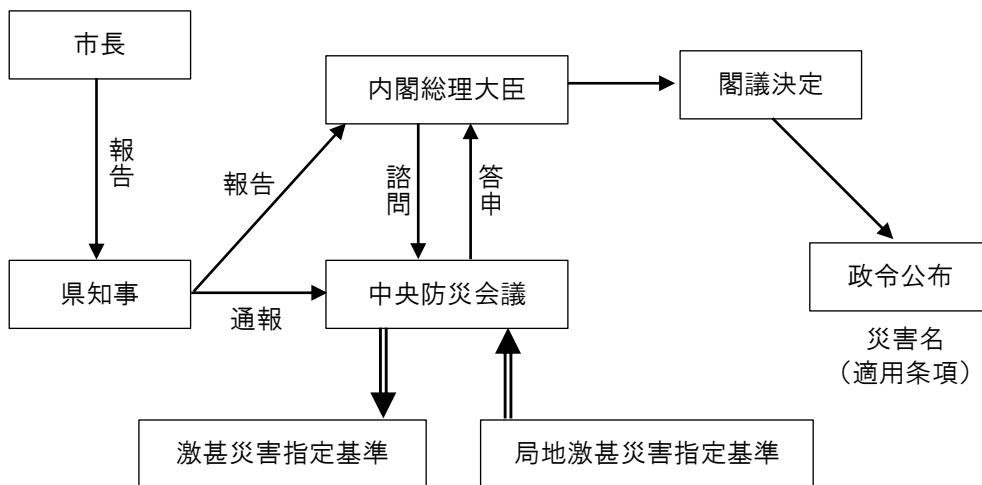 市長
内閣総理大臣
閣議決定
報告
報告
諮問
答申
県知事
通報
中央防災会議
政令公布
災害名
（適用条項）
激甚災害指定基準
局地激甚災害指定基準